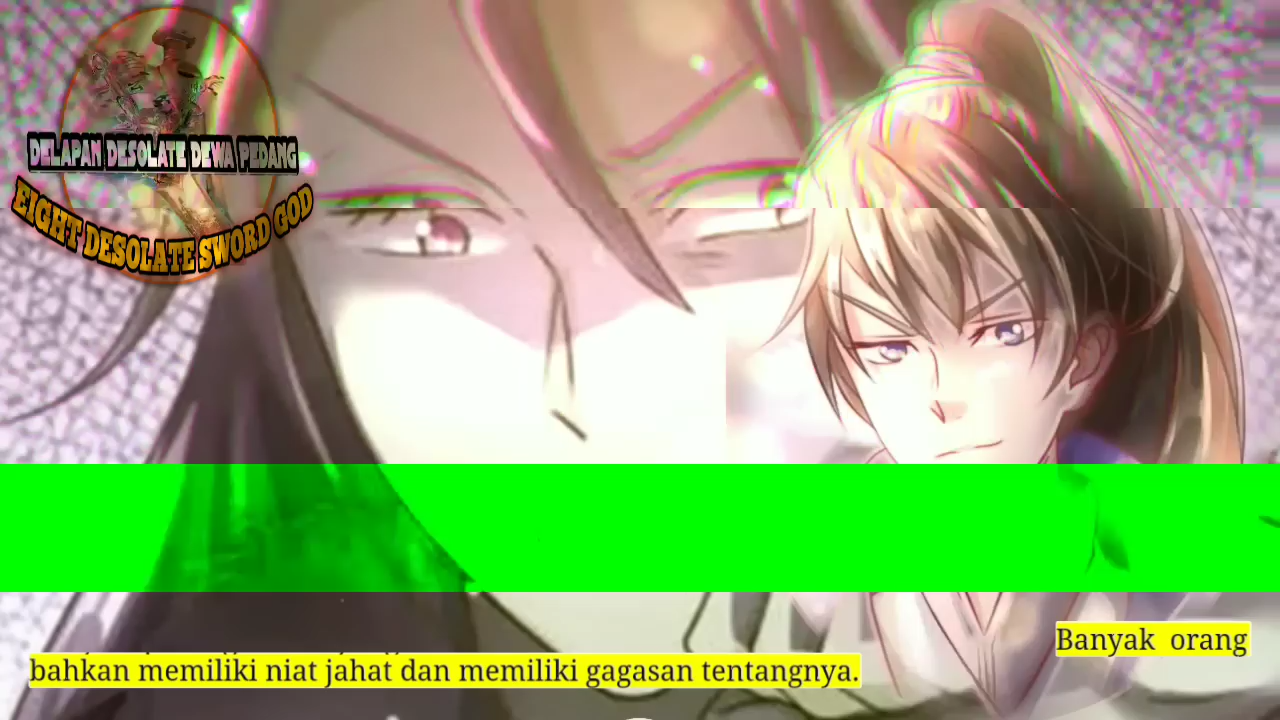 DELAPAN DESOLATE DEWA PEDANG
EIGHT DESOLATE SWORD GOD
Banyak orang
bahkan memiliki niat jahat dan memiliki gagasan tentangnya.